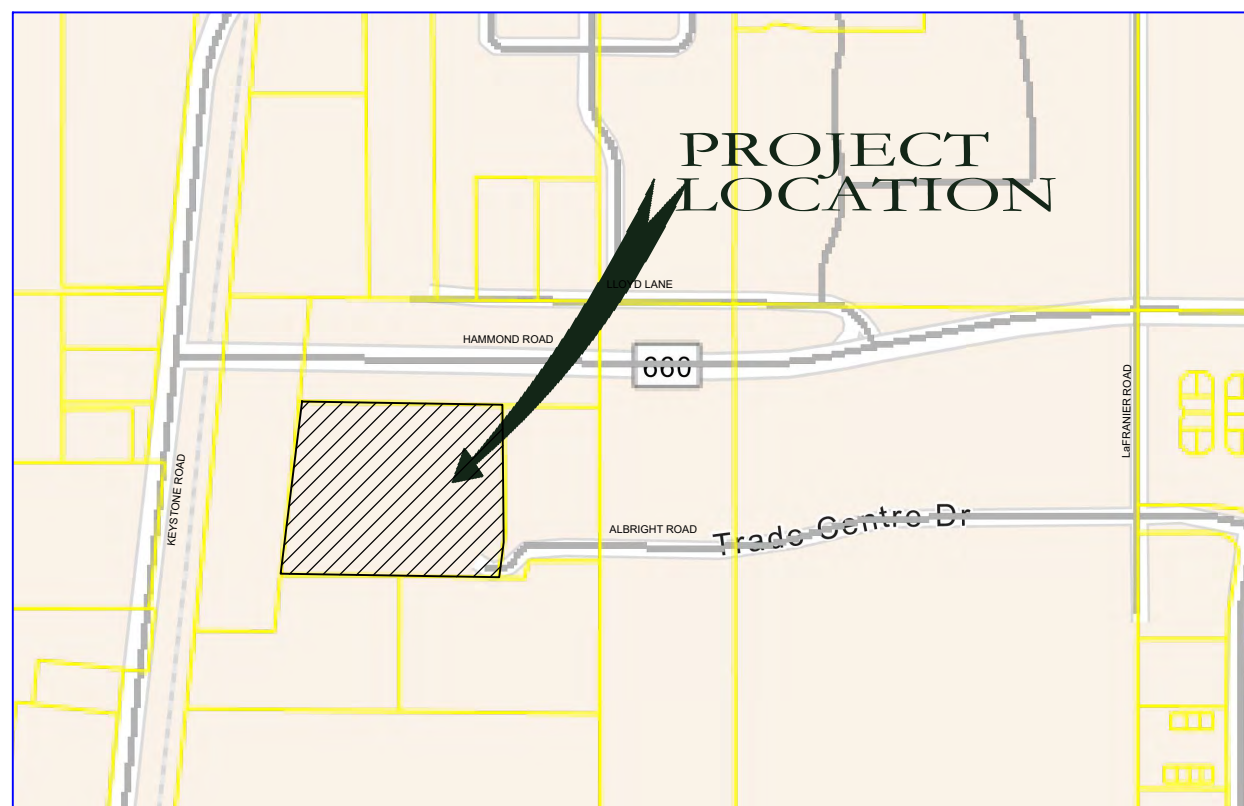 PROJECT
LOCATION
LLOYD LANE
HAMMOND ROAD
660
LaFRANIER ROAD
KEYSTONE ROAD
ALBRIGHT ROAD
Trade Centre Dr